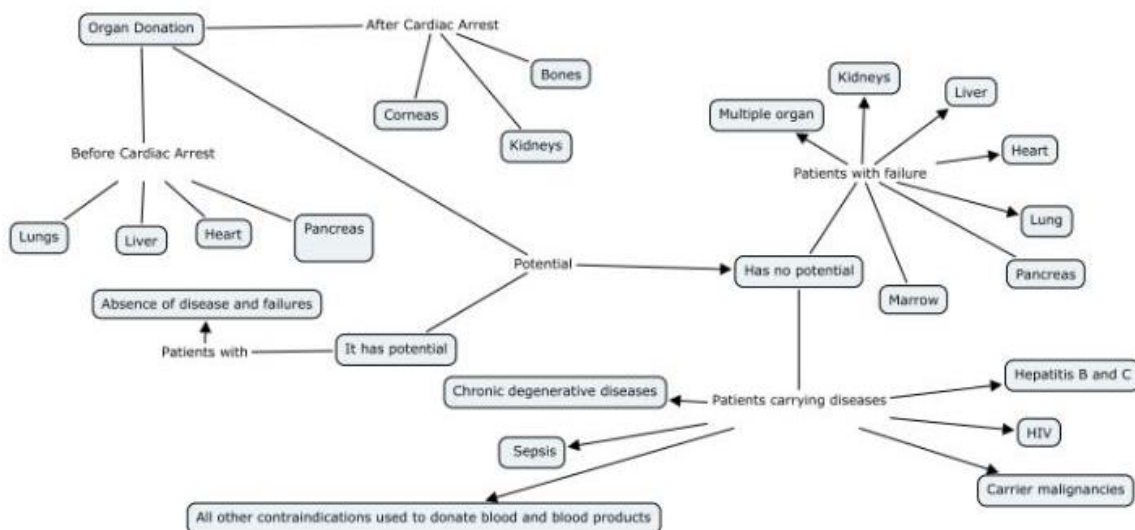 Organ Donation
After Cardiac Arrest
Bones
Corneas
Kidneys
Before Cardiac Arrest
Lungs
Liver
Heart
Pancreas
Potential
Has no potential
Patients with failure
Multiple organ
Kidneys
Liver
Heart
Lung
Pancreas
Marrow
It has potential
Patients with
Absence of disease and failures
Patients carrying diseases
Chronic degenerative diseases
Sepsis
All other contraindications used to donate blood and blood products
Hepatitis B and C
HIV
Carrier malignancies